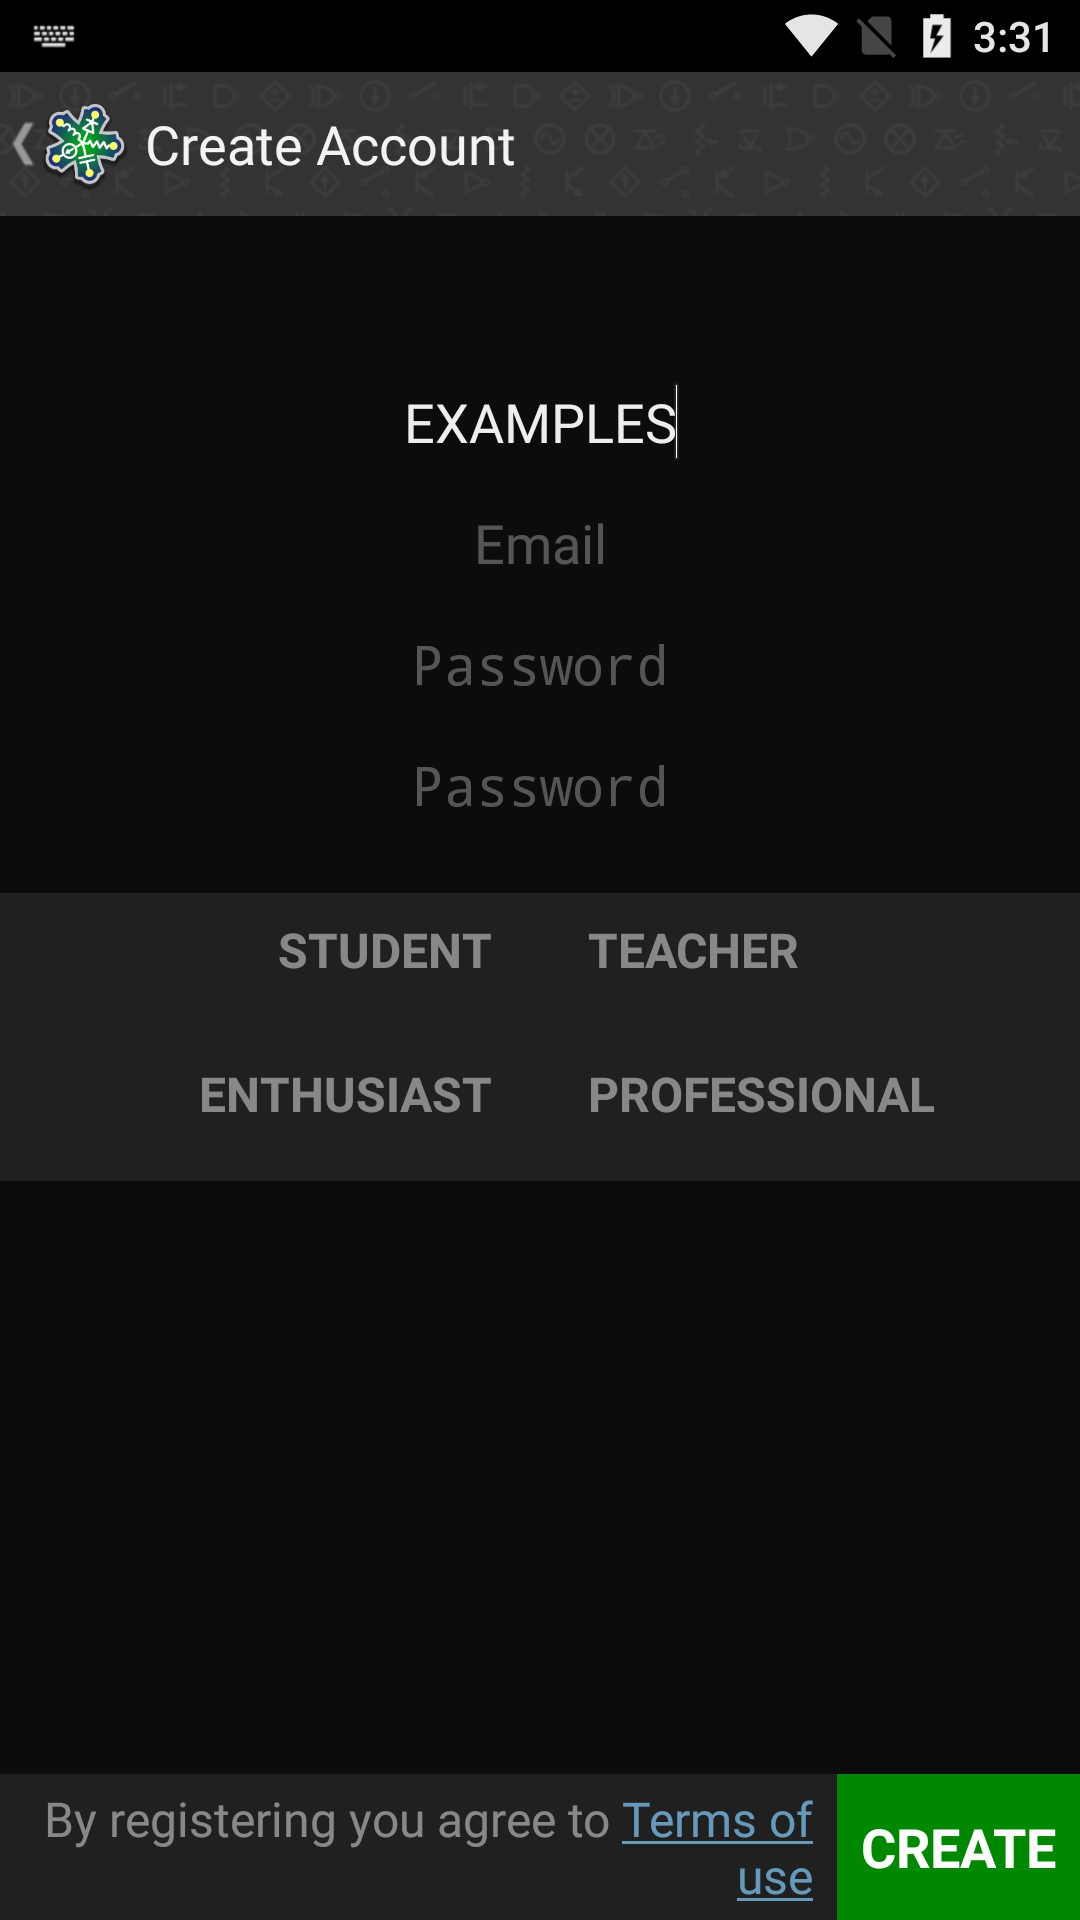 3:31
Create Account
EXAMPLES
Email
Password
Password
STUDENT TEACHER
ENTHUSIAST PROFESSIONAL
By registering you agree to Terms of
use
CREATE